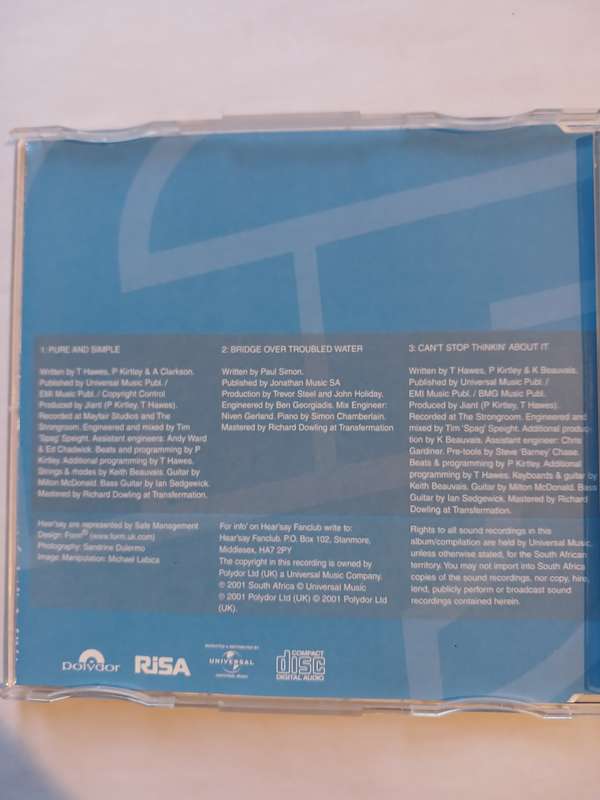 1: PURE AND SIMPLE
Written by T Hawes, P Kirtley & A Clarkson.
Published by Universal Music Publ. /
EMI Music Publ. / Copyright Control
Produced by Jiant (P Kirtley, T Hawes).
Recorded at Mayfair Studios and The
Strongroom. Engineered and mixed by Tim
'Spag' Speight. Assistant engineers: Andy Ward
& Ed Chadwick. Beats and programming by P
Kirtley. Additional programming by T Hawes.
Strings & rhodes by Keith Beauvais. Guitar by
Milton McDonald. Bass Guitar by Ian Sedgewick.
Mastered by Richard Dowling at Transfermation.
2: BRIDGE OVER TROUBLED WATER
Written by Paul Simon.
Published by Jonathan Music SA
Production by Trevor Steel and John Holiday.
Engineered by Ben Georgiadis. Mix Engineer:
Niven Gerland. Piano by Simon Chamberlain.
Mastered by Richard Dowling at Transfermation
3: CAN'T STOP THINKIN' ABOUT IT
Written by T Hawes, P Kirtley & K Beauvais.
Published by Universal Music Publ. /
EMI Music Publ. / BMG Music Publ.
Produced by Jiant (P Kirtley, T Hawes).
Recorded at The Strongroom. Engineered and
mixed by Tim 'Spag' Speight. Additional produc-
tion by K Beauvais. Assistant engineer: Chris
Gardiner. Pre-tools by Steve 'Barney' Chase.
Beats & programming by P Kirtley. Additional
programming by T Hawes. Keyboards & guitar by
Keith Beauvais. Guitar by Milton McDonald. Bass
Guitar by Ian Sedgewick. Mastered by Richard
Dowling at Transfermation.
Hear'say are represented by Safe Management
Design: Form® (www.form.uk.com)
Photography: Sandrine Dulermo
Image: Manipulation: Michael Labica
For info' on Hear'say Fanclub write to:
Hear'say Fanclub. P.O. Box 102, Stanmore,
Middlesex, HA7 2PY
The copyright in this recording is owned by
Polydor Ltd (UK) a Universal Music Company.
℗ 2001 South Africa © Universal Music
℗ 2001 Polydor Ltd (UK) © 2001 Polydor Ltd
(UK).
Rights to all sound recordings in this
album/compilation are held by Universal Music,
unless otherwise stated, for the South African
territory. You may not import into South Africa
copies of the sound recordings, nor copy, hire,
lend, publicly perform or broadcast sound
recordings contained herein.
polydor
RiSA
MARKETED & DISTRIBUTED BY
UNIVERSAL
UNIVERSAL MUSIC
COMPACT
disc
DIGITAL AUDIO